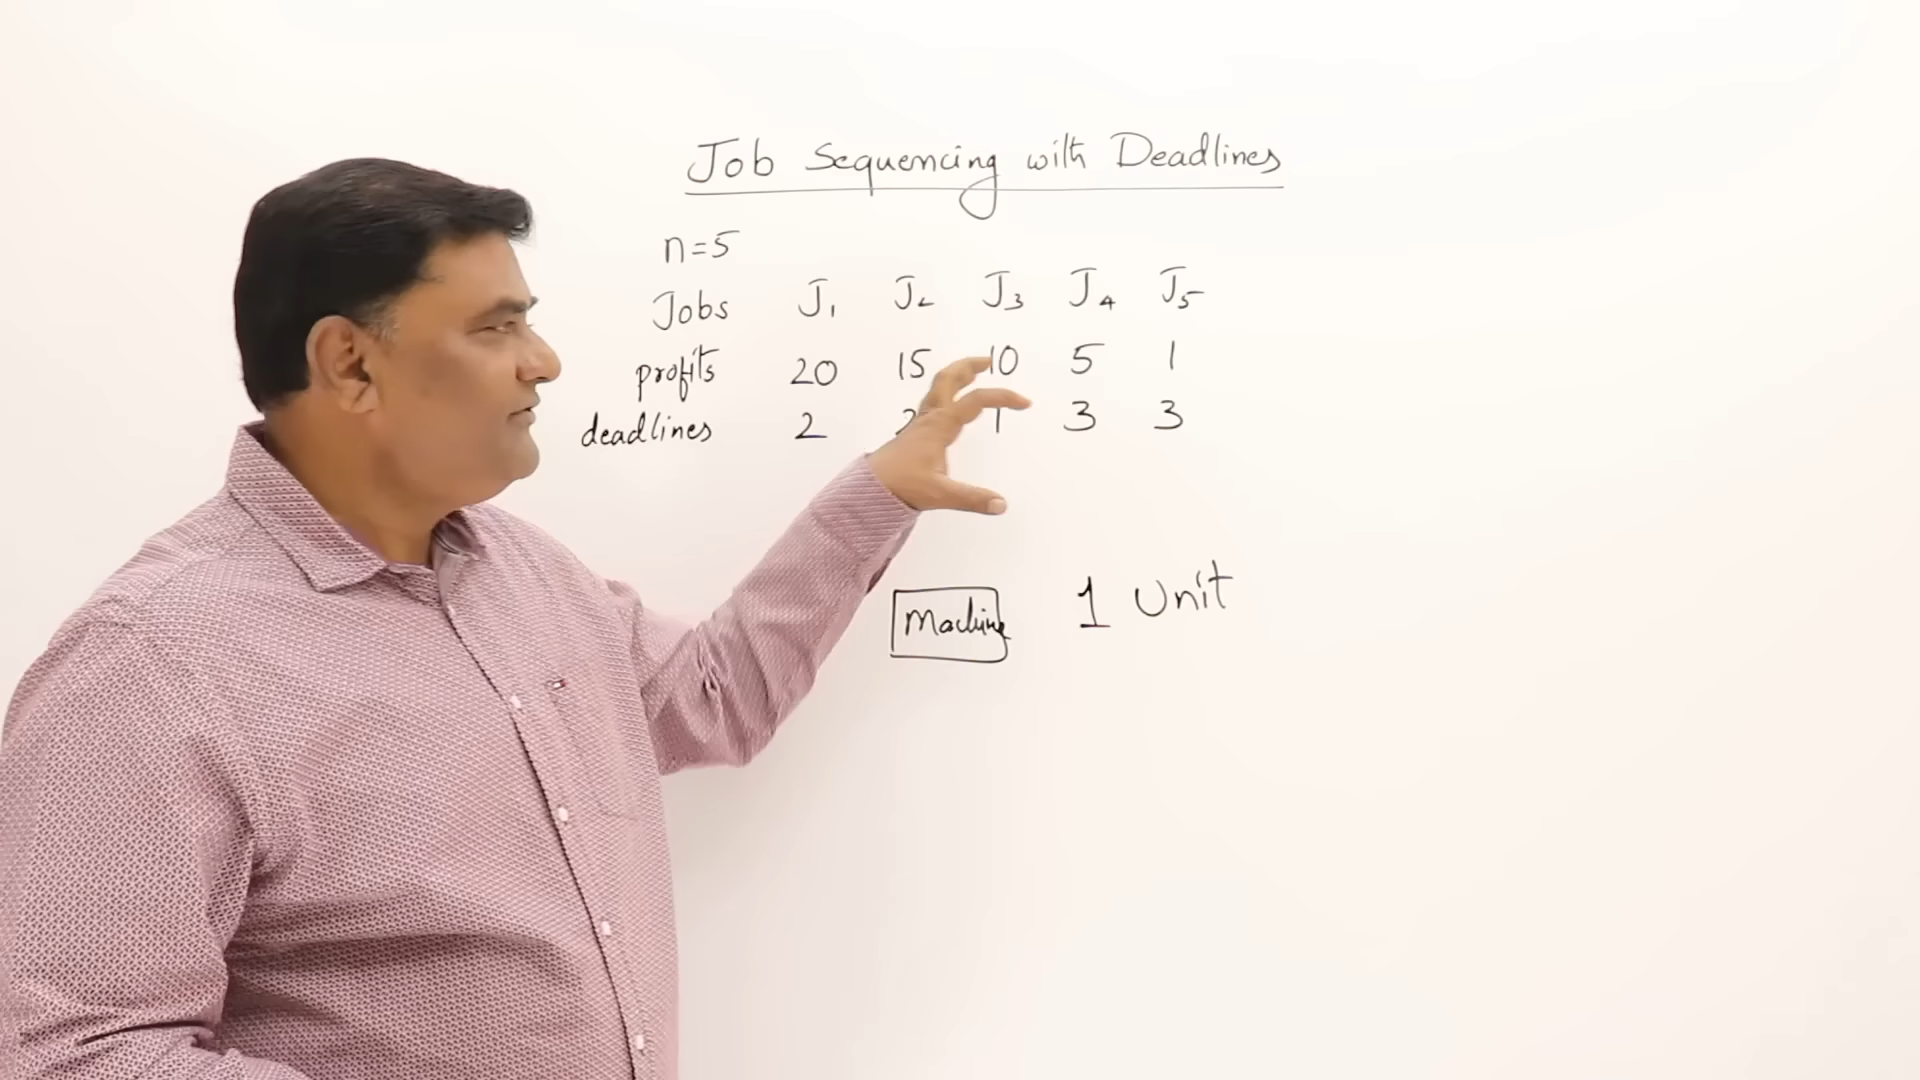 Job Sequencing with Deadlines
n=5
Jobs J1 J2 J3 J4 J5
profits 20 15 10 5 1
deadlines 2 2 1 3 3
Machine 1 Unit